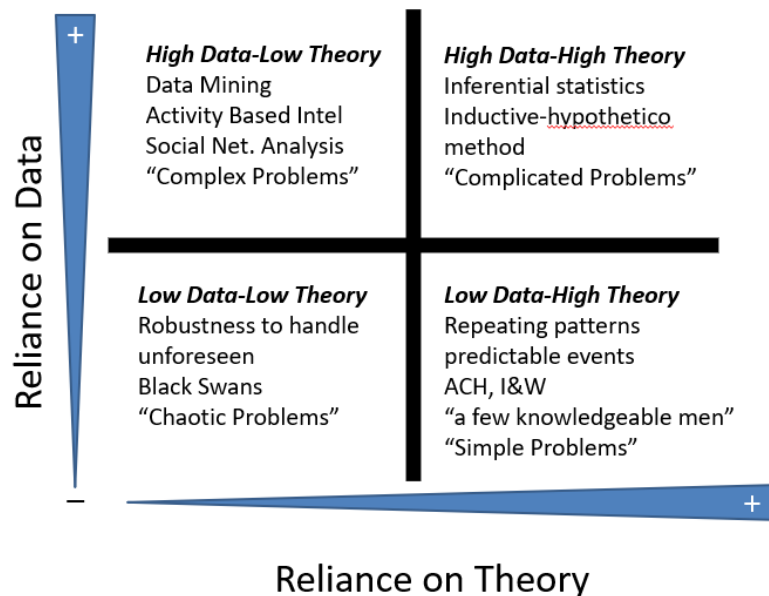 +
High Data-Low Theory
Data Mining
Activity Based Intel
Social Net. Analysis
“Complex Problems”
High Data-High Theory
Inferential statistics
Inductive-hypothetico
method
“Complicated Problems”
Reliance on Data
Low Data-Low Theory
Robustness to handle
unforeseen
Black Swans
“Chaotic Problems”
Low Data-High Theory
Repeating patterns
predictable events
ACH, I&W
“a few knowledgeable men”
“Simple Problems”
–
+
Reliance on Theory